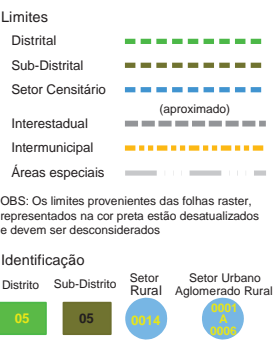 Limites
Distrital
Sub-Distrital
Setor Censitário
(aproximado)
Interestadual
Intermunicipal
Áreas especiais
OBS: Os limites provenientes das folhas raster,
representados na cor preta estão desatualizados
e devem ser desconsiderados
Identificação
Distrito
Sub-Distrito
Setor
Rural
Setor Urbano
Aglomerado Rural
05
05
0014
0001
A
0006